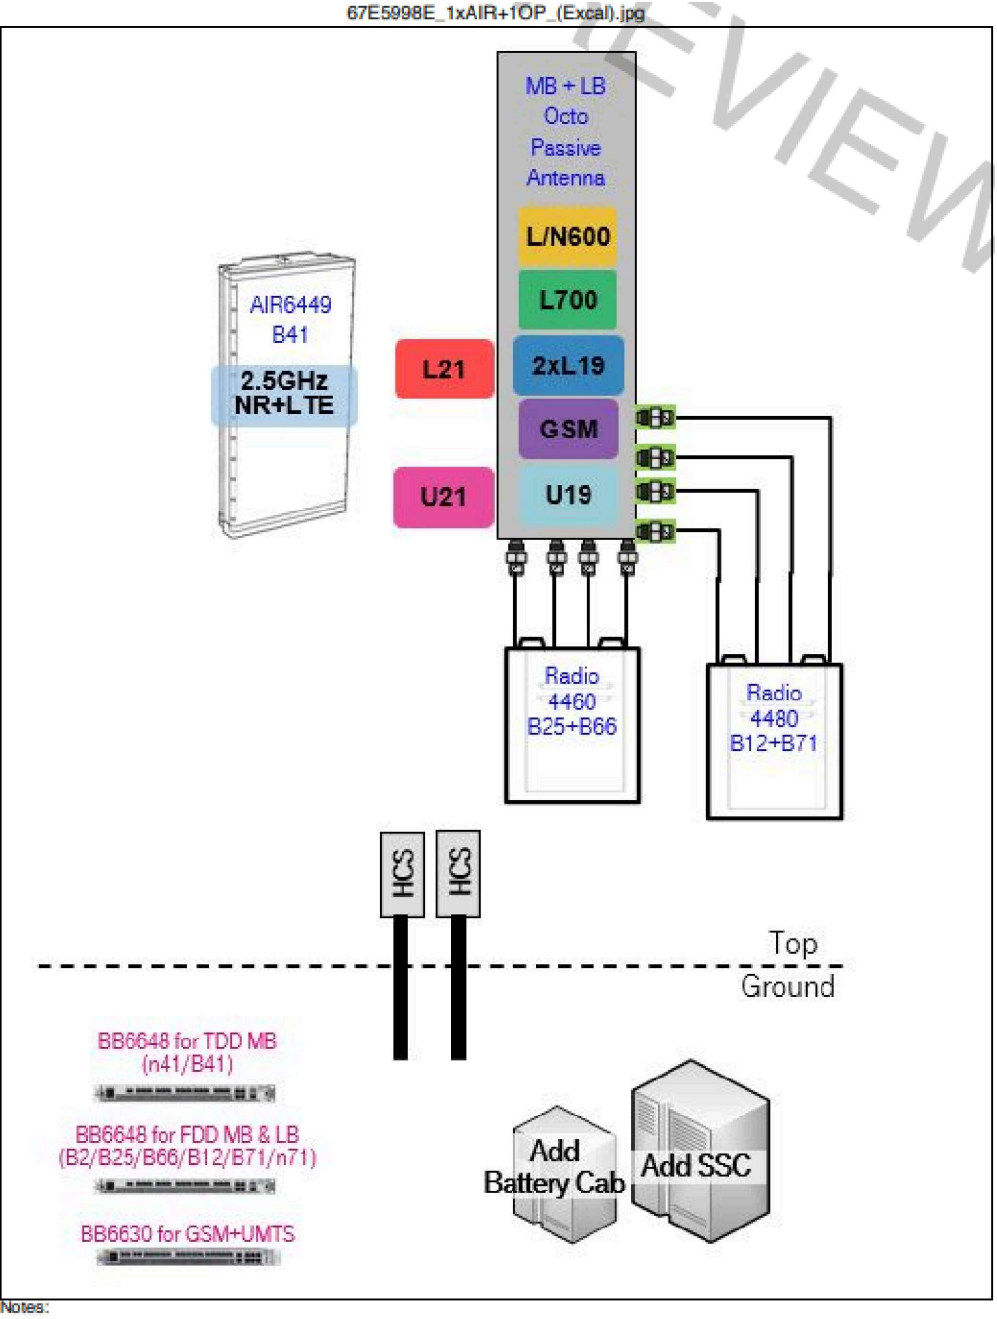 67E5998E_1xAIR+1OP_(Excal).jpg
EVIEW
MB + LB
Octo
Passive
Antenna
L/N600
L700
AIR6449
B41
2.5GHz
NR+LTE
L21
2xL19
GSM
U21
U19
Radio
4460
B25+B66
Radio
4480
B12+B71
HCS
HCS
Top
Ground
BB6648 for TDD MB
(n41/B41)
BB6648 for FDD MB & LB
(B2/B25/B66/B12/B71/n71)
BB6630 for GSM+UMTS
Add
Battery Cab
Add SSC
Notes: